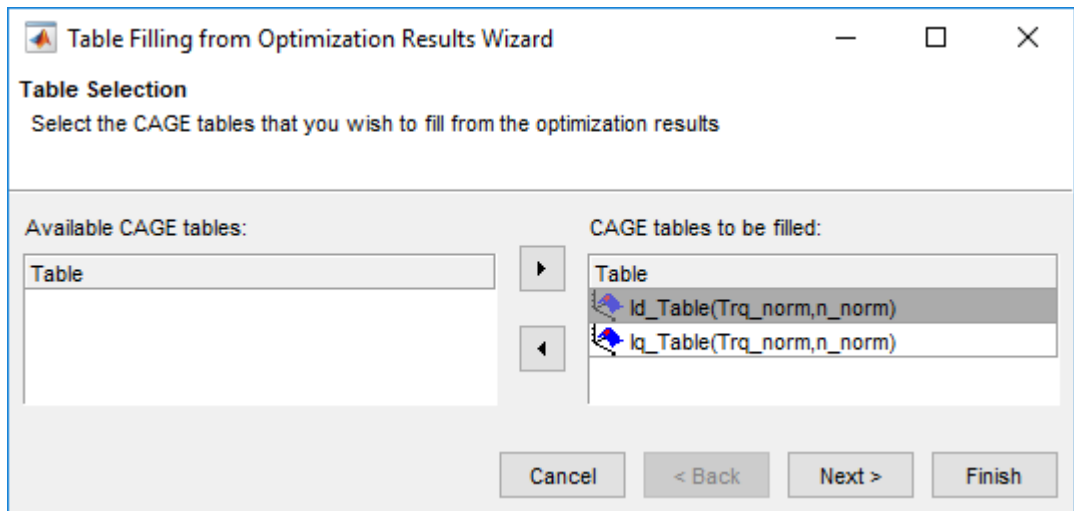 Table Filling from Optimization Results Wizard
Table Selection
Select the CAGE tables that you wish to fill from the optimization results
Available CAGE tables:
Table
CAGE tables to be filled:
Table
Id_Table(Trq_norm,n_norm)
Iq_Table(Trq_norm,n_norm)
Cancel
< Back
Next >
Finish